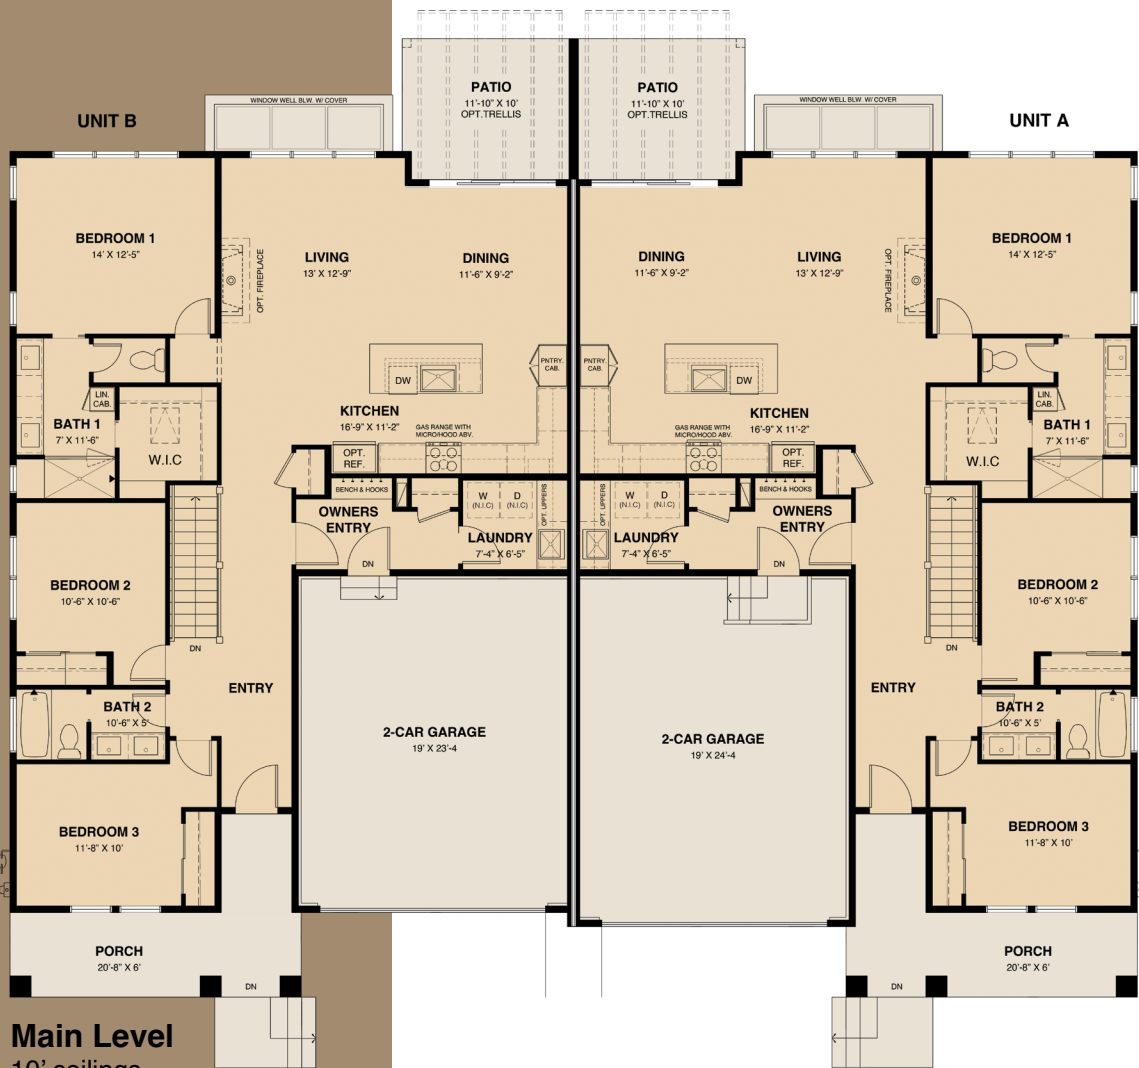 UNIT B
WINDOW WELL BLW. W/ COVER
PATIO
11'-10" X 10'
OPT.TRELLIS
PATIO
11'-10" X 10'
OPT.TRELLIS
WINDOW WELL BLW. W/ COVER
UNIT A
BEDROOM 1
14' X 12'-5"
OPT. FIREPLACE
LIVING
13' X 12'-9"
DINING
11'-6" X 9'-2"
DINING
11'-6" X 9'-2"
LIVING
13' X 12'-9"
OPT. FIREPLACE
BEDROOM 1
14' X 12'-5"
LIN.
CAB.
BATH 1
7' X 11'-6"
W.I.C
DW
PNTRY.
CAB.
KITCHEN
16'-9" X 11'-2"
GAS RANGE WITH
MICRO/HOOD ABV.
OPT.
REF.
PNTRY.
CAB.
DW
KITCHEN
16'-9" X 11'-2"
GAS RANGE WITH
MICRO/HOOD ABV.
OPT.
REF.
W.I.C
LIN.
CAB.
BATH 1
7' X 11'-6"
BENCH & HOOKS
OWNERS
ENTRY
DN
W
(N.I.C)
D
(N.I.C)
OPT. UPPERS
LAUNDRY
7'-4" X 6'-5"
OPT. UPPERS
W
(N.I.C)
D
(N.I.C)
LAUNDRY
7'-4" X 6'-5"
BENCH & HOOKS
OWNERS
ENTRY
DN
BEDROOM 2
10'-6" X 10'-6"
DN
ENTRY
BATH 2
10'-6" X 5'
2-CAR GARAGE
19' X 23'-4
2-CAR GARAGE
19' X 24'-4
BEDROOM 2
10'-6" X 10'-6"
DN
ENTRY
BATH 2
10'-6" X 5'
BEDROOM 3
11'-8" X 10'
BEDROOM 3
11'-8" X 10'
PORCH
20'-8" X 6'
DN
PORCH
20'-8" X 6'
DN
Main Level
10' ceilings